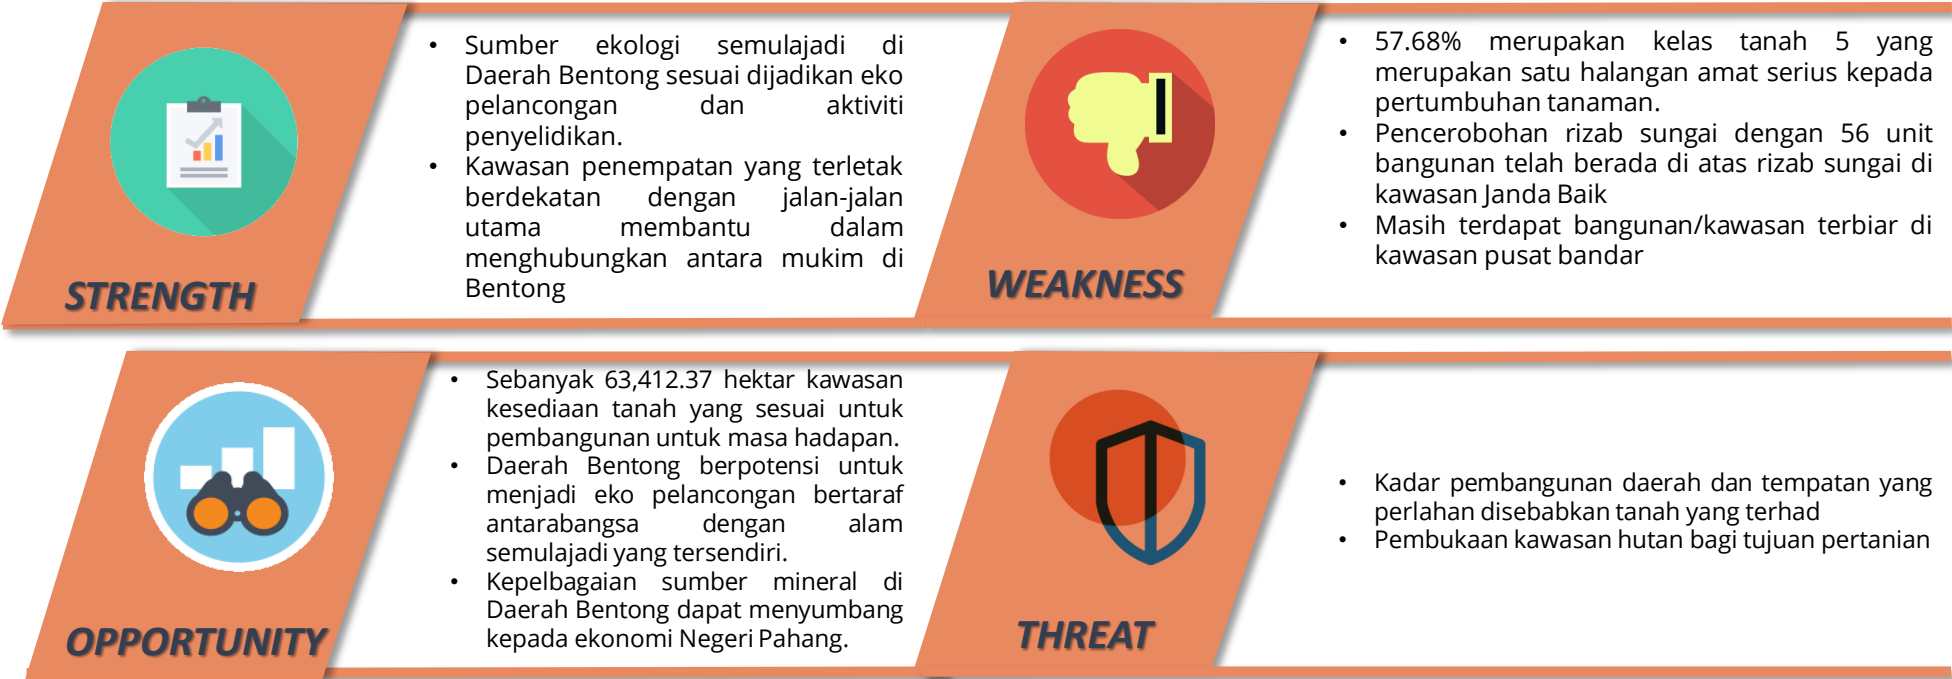 • Sumber ekologi semulajadi di
Daerah Bentong sesuai dijadikan eko
pelancongan dan aktiviti
penyelidikan.
• Kawasan penempatan yang terletak
berdekatan dengan jalan-jalan
utama membantu dalam
menghubungkan antara mukim di
Bentong
STRENGTH
• 57.68% merupakan kelas tanah 5 yang
merupakan satu halangan amat serius kepada
pertumbuhan tanaman.
• Pencerobohan rizab sungai dengan 56 unit
bangunan telah berada di atas rizab sungai di
kawasan Janda Baik
• Masih terdapat bangunan/kawasan terbiar di
kawasan pusat bandar
WEAKNESS
• Sebanyak 63,412.37 hektar kawasan
kesediaan tanah yang sesuai untuk
pembangunan untuk masa hadapan.
• Daerah Bentong berpotensi untuk
menjadi eko pelancongan bertaraf
antarabangsa dengan alam
semulajadi yang tersendiri.
• Kepelbagaian sumber mineral di
Daerah Bentong dapat menyumbang
kepada ekonomi Negeri Pahang.
OPPORTUNITY
• Kadar pembangunan daerah dan tempatan yang
perlahan disebabkan tanah yang terhad
• Pembukaan kawasan hutan bagi tujuan pertanian
THREAT